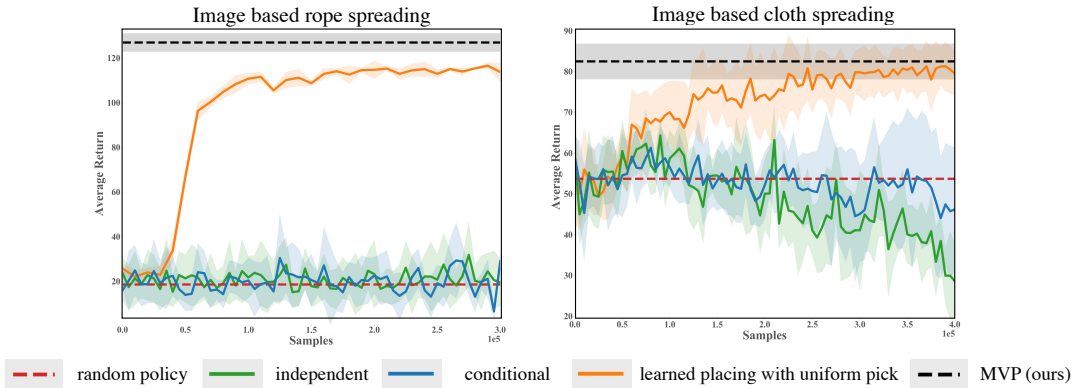 Image based rope spreading
Average Return
120
100
80
60
40
20
0.0 0.5 1.0 1.5 2.0 2.5 3.0
Samples 1e5
Image based cloth spreading
Average Return
90
80
70
60
50
40
30
20
0.0 0.5 1.0 1.5 2.0 2.5 3.0 3.5 4.0
Samples 1e5
random policy independent conditional learned placing with uniform pick MVP (ours)